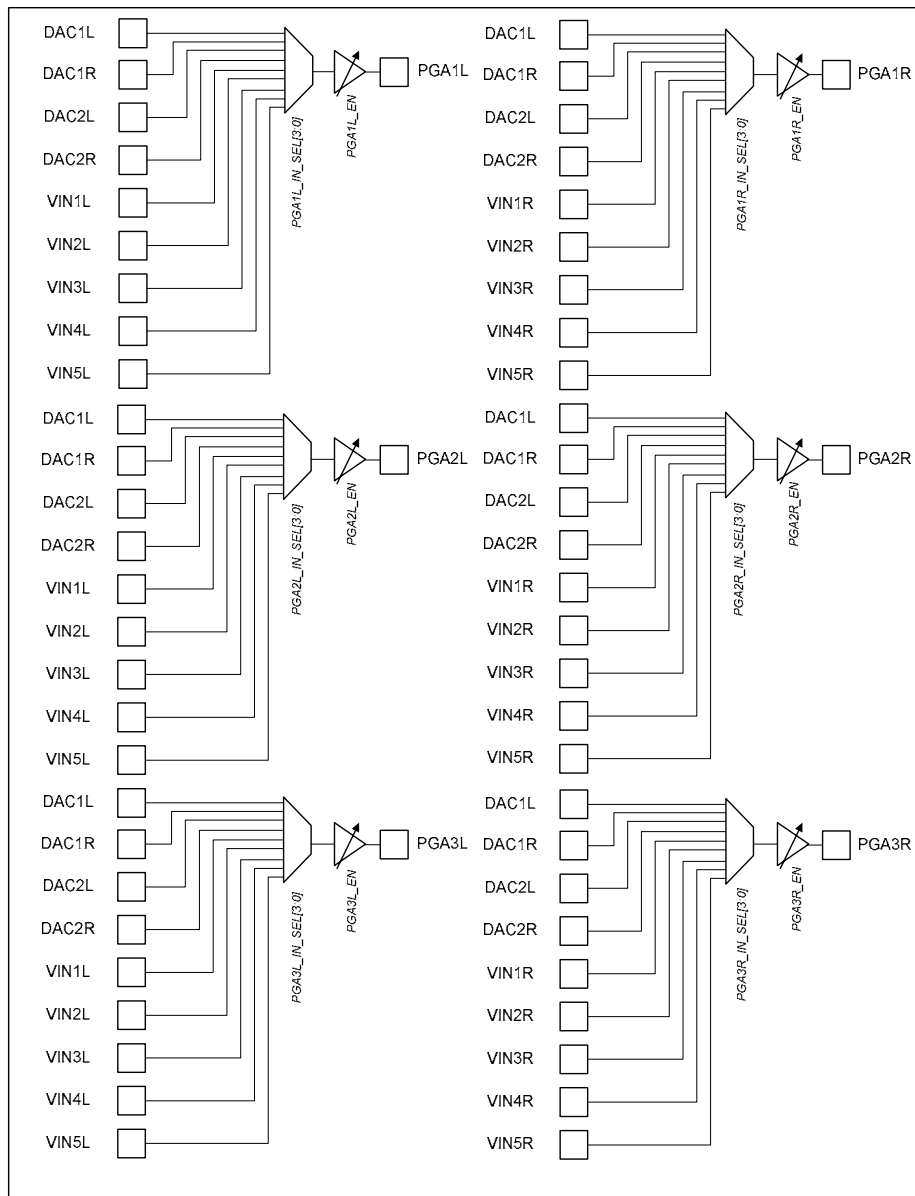 DAC1L
DAC1R
DAC2L
DAC2R
VIN1L
VIN2L
VIN3L
VIN4L
VIN5L
PGA1L_IN_SEL[3:0]
PGA1L_EN
PGA1L
DAC1L
DAC1R
DAC2L
DAC2R
VIN1R
VIN2R
VIN3R
VIN4R
VIN5R
PGA1R_IN_SEL[3:0]
PGA1R_EN
PGA1R
DAC1L
DAC1R
DAC2L
DAC2R
VIN1L
VIN2L
VIN3L
VIN4L
VIN5L
PGA2L_IN_SEL[3:0]
PGA2L_EN
PGA2L
DAC1L
DAC1R
DAC2L
DAC2R
VIN1R
VIN2R
VIN3R
VIN4R
VIN5R
PGA2R_IN_SEL[3:0]
PGA2R_EN
PGA2R
DAC1L
DAC1R
DAC2L
DAC2R
VIN1L
VIN2L
VIN3L
VIN4L
VIN5L
PGA3L_IN_SEL[3:0]
PGA3L_EN
PGA3L
DAC1L
DAC1R
DAC2L
DAC2R
VIN1R
VIN2R
VIN3R
VIN4R
VIN5R
PGA3R_IN_SEL[3:0]
PGA3R_EN
PGA3R